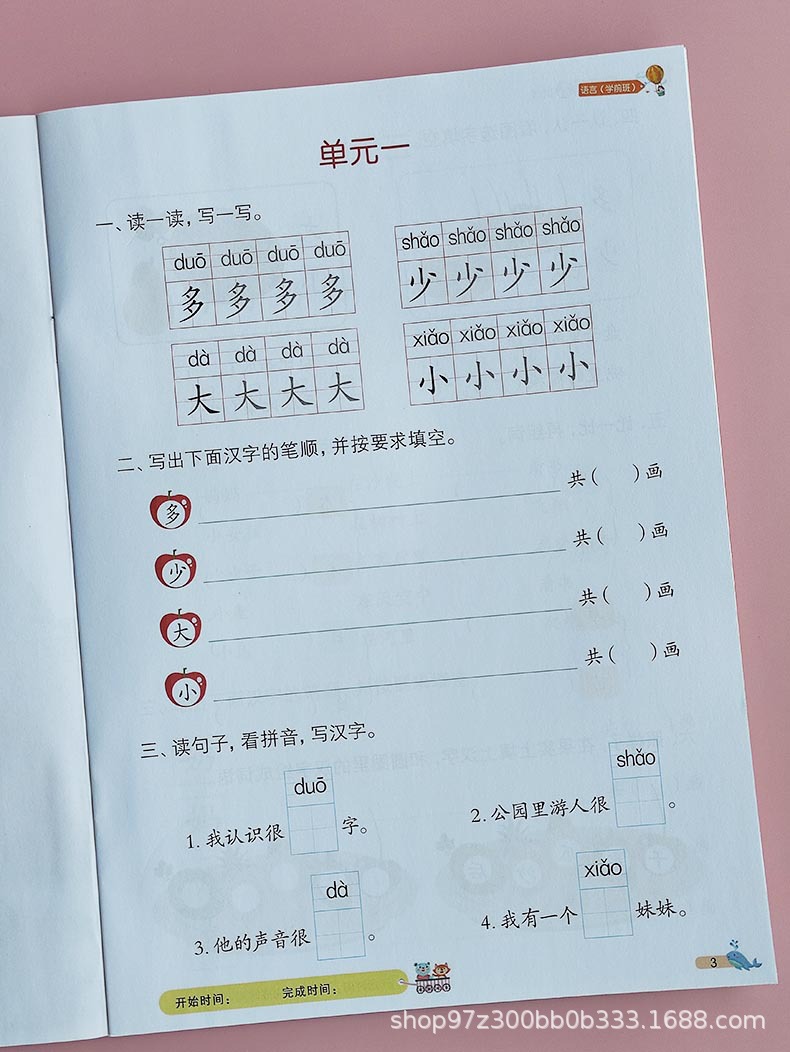 语言（学前班）
单元一
一、读一读，写一写。
duō duō duō duō
多 多 多 多
shǎo shǎo shǎo shǎo
少 少 少 少
dà dà dà dà
大 大 大 大
xiǎo xiǎo xiǎo xiǎo
小 小 小 小
二、写出下面汉字的笔顺，并按要求填空。
多 共（ ）画
少 共（ ）画
大 共（ ）画
小 共（ ）画
三、读句子，看拼音，写汉字。
duō
1. 我认识很 字。
shǎo
2. 公园里游人很 。
dà
3. 他的声音很 。
xiǎo
4. 我有一个 妹妹。
开始时间： 完成时间：
3
shop97z300bb0b333.1688.com